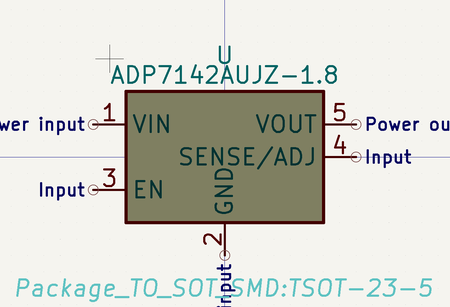 U
ADP7142AUJZ-1.8
wer input 1 VIN VOUT 5 Power ou
SENSE/ADJ 4 Input
Input 3 EN
GND
2
Input
Package_TO_SOT_SMD:TSOT-23-5